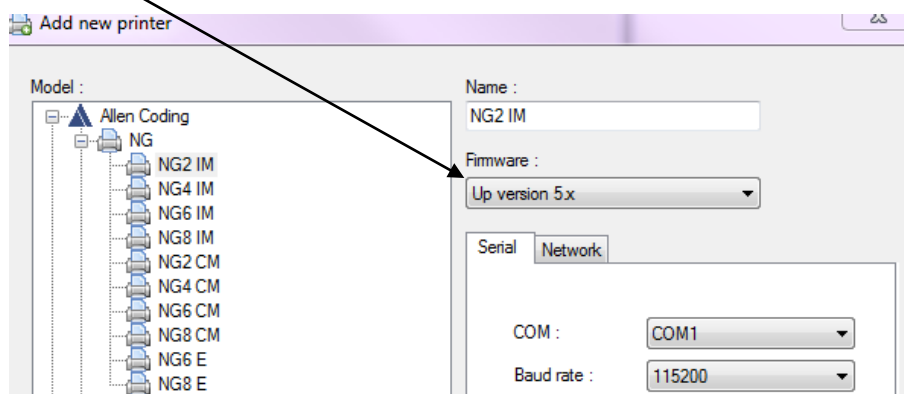 Add new printer
Model :
Allen Coding
NG
NG2 IM
NG4 IM
NG6 IM
NG8 IM
NG2 CM
NG4 CM
NG6 CM
NG8 CM
NG6 E
NG8 E
Name :
NG2 IM
Firmware :
Up version 5.x
Serial Network
COM : COM1
Baud rate : 115200